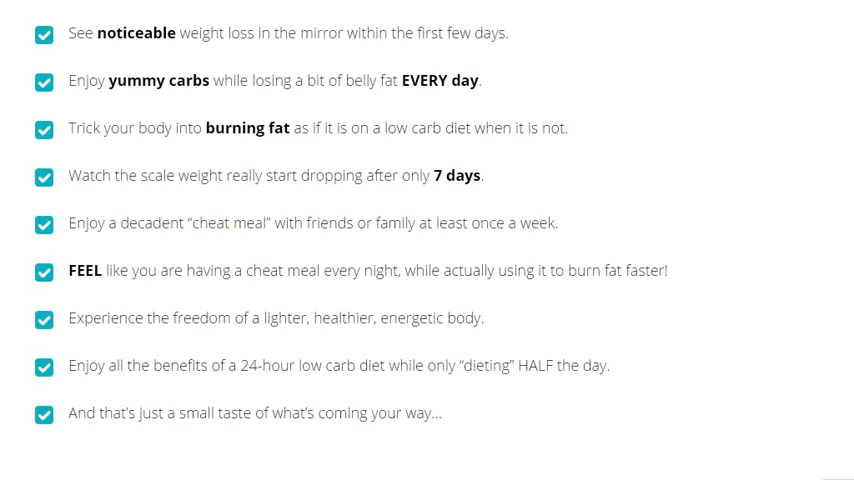 See noticeable weight loss in the mirror within the first few days.
Enjoy yummy carbs while losing a bit of belly fat EVERY day.
Trick your body into burning fat as if it is on a low carb diet when it is not.
Watch the scale weight really start dropping after only 7 days.
Enjoy a decadent “cheat meal” with friends or family at least once a week.
FEEL like you are having a cheat meal every night, while actually using it to burn fat faster!
Experience the freedom of a lighter, healthier, energetic body.
Enjoy all the benefits of a 24-hour low carb diet while only “dieting” HALF the day.
And that’s just a small taste of what’s coming your way…